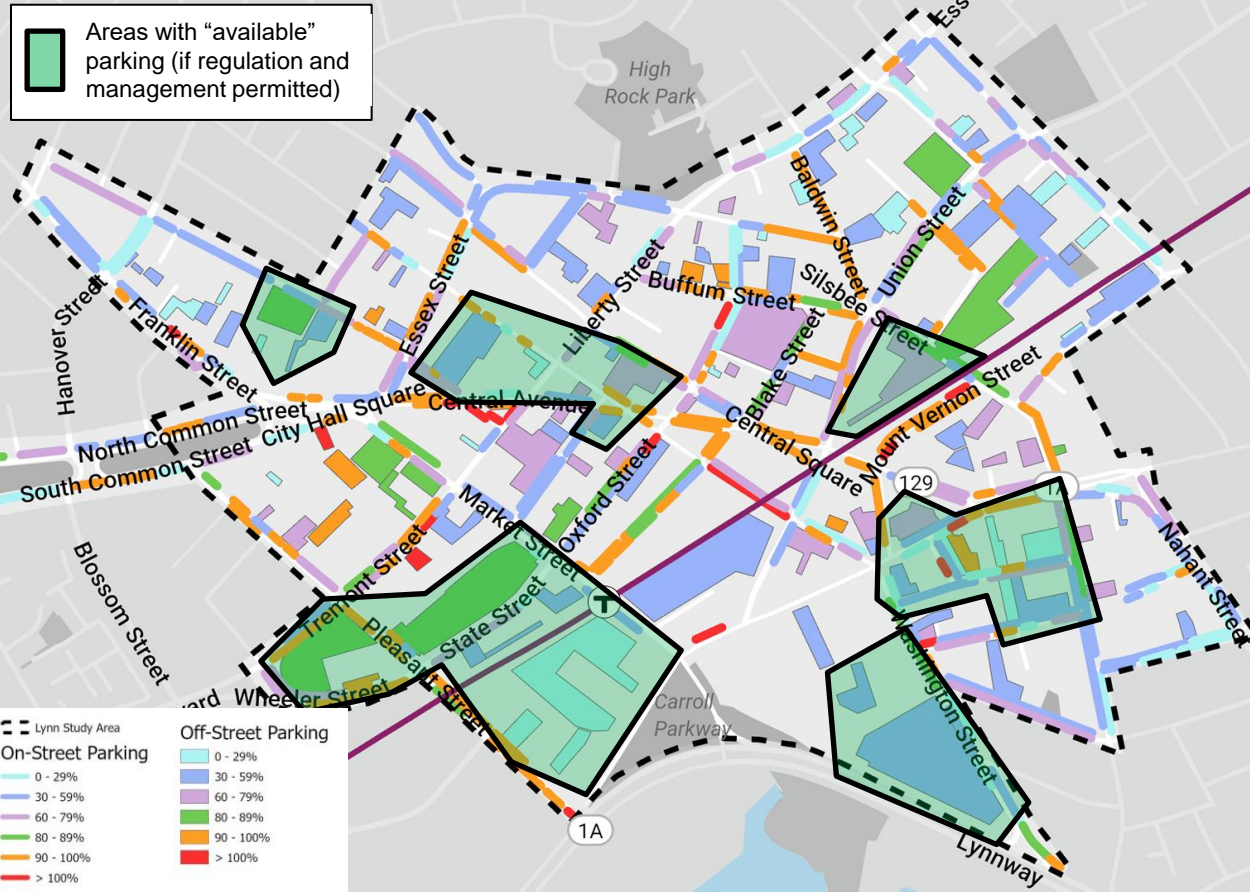 Areas with “available”
parking (if regulation and
management permitted)
High
Rock Park
Ess
Baldwin Street
Union Street
Essex Street
Liberty Street
Buffum Street
Silsbee Street
Hanover Street
Franklin Street
Blake Street
Mount Vernon Street
North Common Street
City Hall Square
Central Avenue
Central Square
South Common Street
129
1A
Market Street
Oxford Street
Nahant Street
Blossom Street
Tremont Street
State Street
T
Pleasant Street
Washington Street
ard Wheeler Street
Carroll
Parkway
1A
Lynnway
Lynn Study Area
On-Street Parking
0 - 29%
30 - 59%
60 - 79%
80 - 89%
90 - 100%
> 100%
Off-Street Parking
0 - 29%
30 - 59%
60 - 79%
80 - 89%
90 - 100%
> 100%